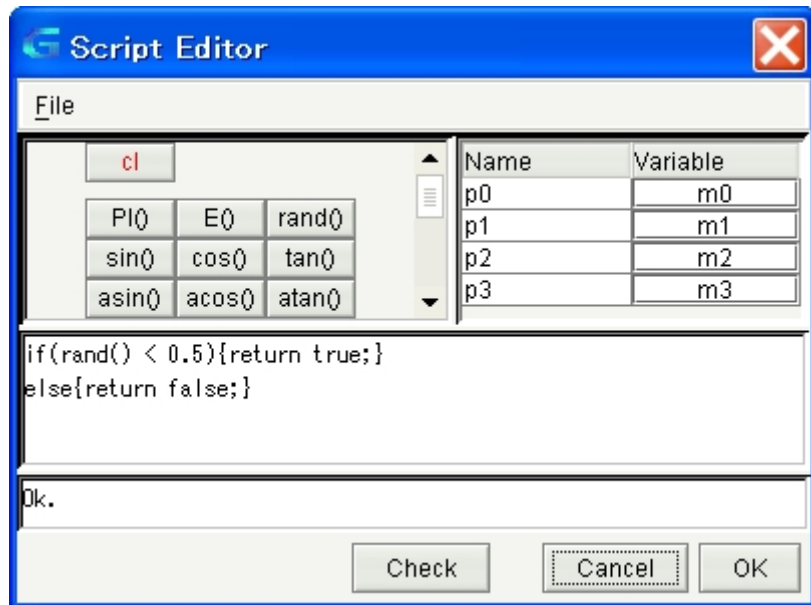 Script Editor
File
cl
PI() E() rand()
sin() cos() tan()
asin() acos() atan()
Name Variable
p0 m0
p1 m1
p2 m2
p3 m3
if(rand() < 0.5){return true;}
else{return false;}
Ok.
Check Cancel OK